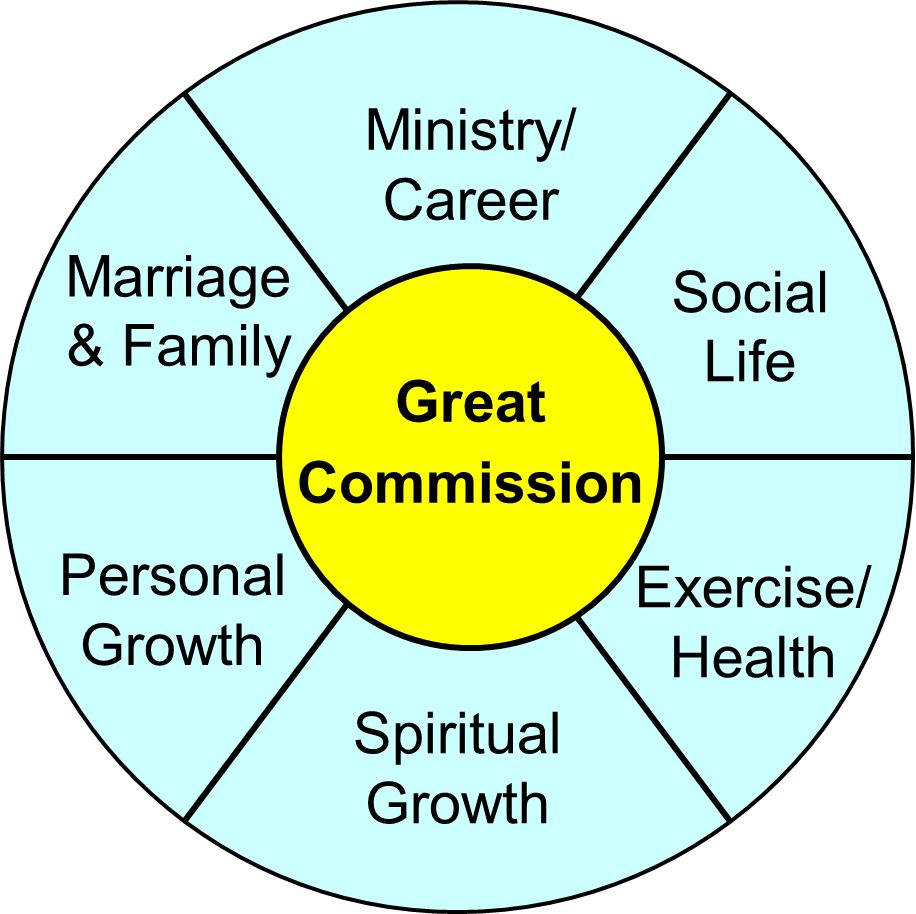 Ministry/
Career
Social
Life
Exercise/
Health
Spiritual
Growth
Personal
Growth
Marriage
& Family
Great
Commission